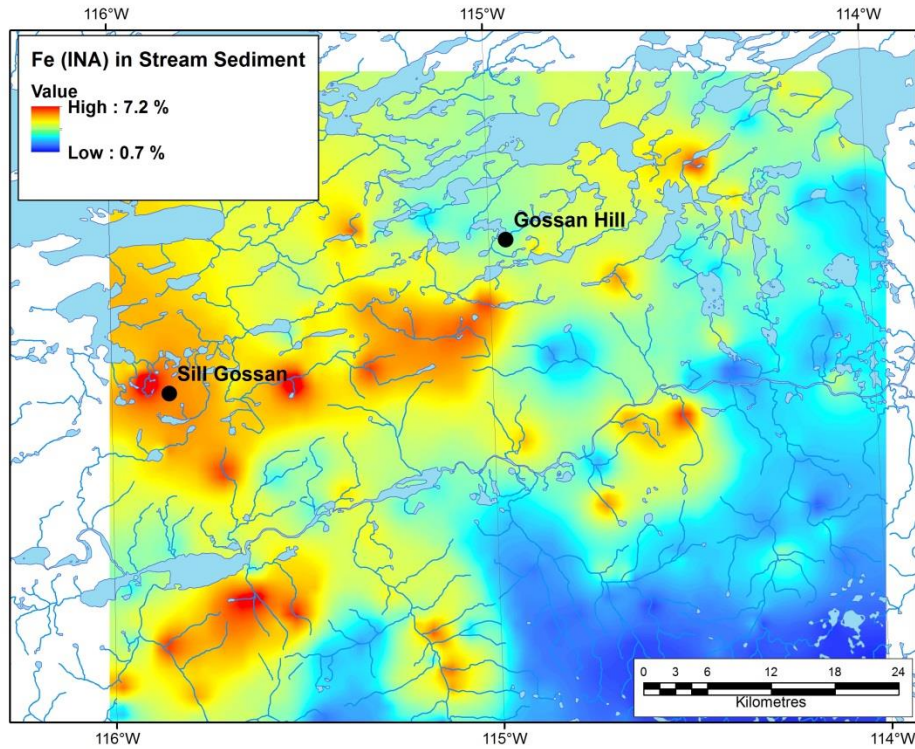 116°W 115°W 114°W
Fe (INA) in Stream Sediment
Value
High : 7.2 %
Low : 0.7 %
Gossan Hill
Sill Gossan
0 3 6 12 18 24
Kilometres
116°W 115°W 114°W